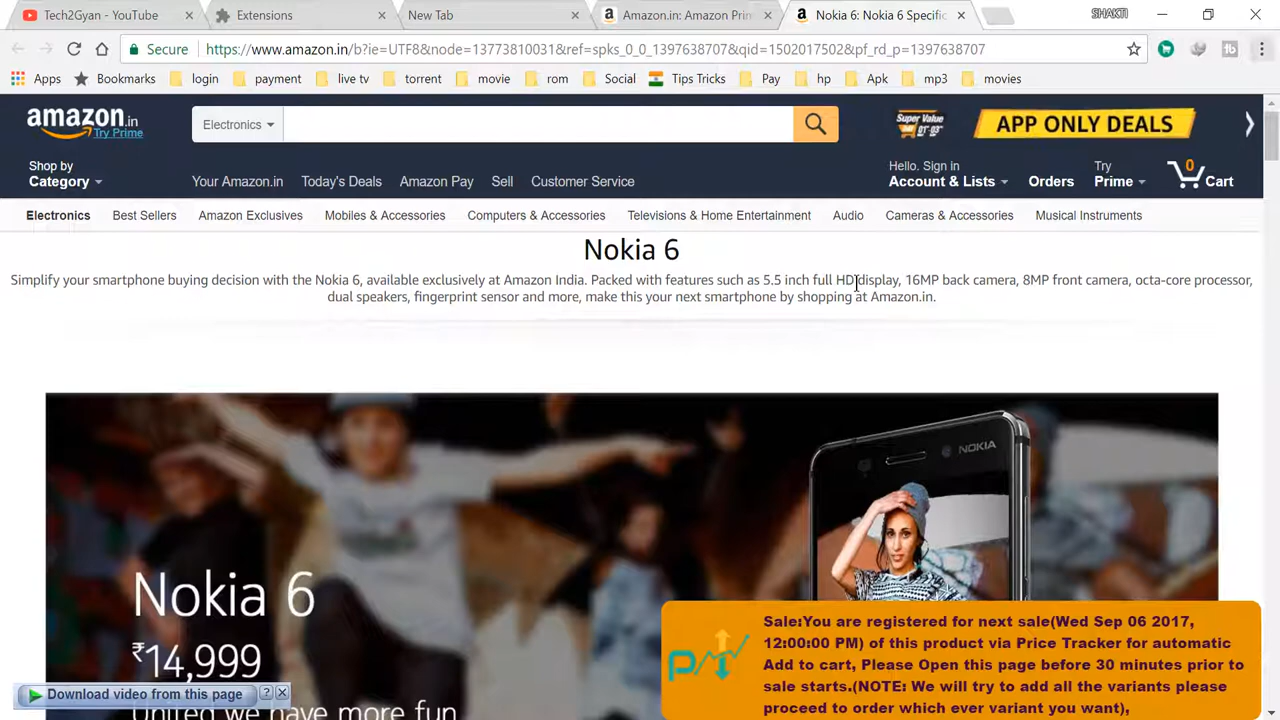 Tech2Gyan - YouTube
Extensions
New Tab
Amazon.in: Amazon Prim
Nokia 6: Nokia 6 Specific
SHAKTI
Secure
https://www.amazon.in/b?ie=UTF8&node=13773810031&ref=spks_0_0_1397638707&qid=1502017502&pf_rd_p=1397638707
Apps
Bookmarks
login
payment
live tv
torrent
movie
rom
Social
Tips Tricks
Pay
hp
Apk
mp3
movies
amazon.in
Try Prime
Electronics
Super Value
01-03
APP ONLY DEALS
Shop by
Category
Your Amazon.in
Today's Deals
Amazon Pay
Sell
Customer Service
Hello. Sign in
Account & Lists
Orders
Try
Prime
0
Cart
Electronics
Best Sellers
Amazon Exclusives
Mobiles & Accessories
Computers & Accessories
Televisions & Home Entertainment
Audio
Cameras & Accessories
Musical Instruments
Nokia 6
Simplify your smartphone buying decision with the Nokia 6, available exclusively at Amazon India. Packed with features such as 5.5 inch full HD display, 16MP back camera, 8MP front camera, octa-core processor,
dual speakers, fingerprint sensor and more, make this your next smartphone by shopping at Amazon.in.
NOKIA
Nokia 6
₹14,999
United we have more fun
Download video from this page
?
Sale:You are registered for next sale(Wed Sep 06 2017,
12:00:00 PM) of this product via Price Tracker for automatic
Add to cart, Please Open this page before 30 minutes prior to
sale starts.(NOTE: We will try to add all the variants please
proceed to order which ever variant you want),